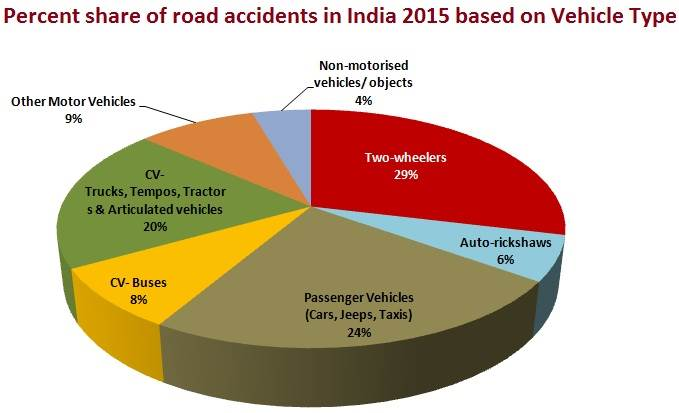 Percent share of road accidents in India 2015 based on Vehicle Type
Non-motorised
vehicles/ objects
4%
Other Motor Vehicles
9%
Two-wheelers
29%
CV-
Trucks, Tempos, Tractor
s & Articulated vehicles
20%
Auto-rickshaws
6%
CV- Buses
8%
Passenger Vehicles
(Cars, Jeeps, Taxis)
24%